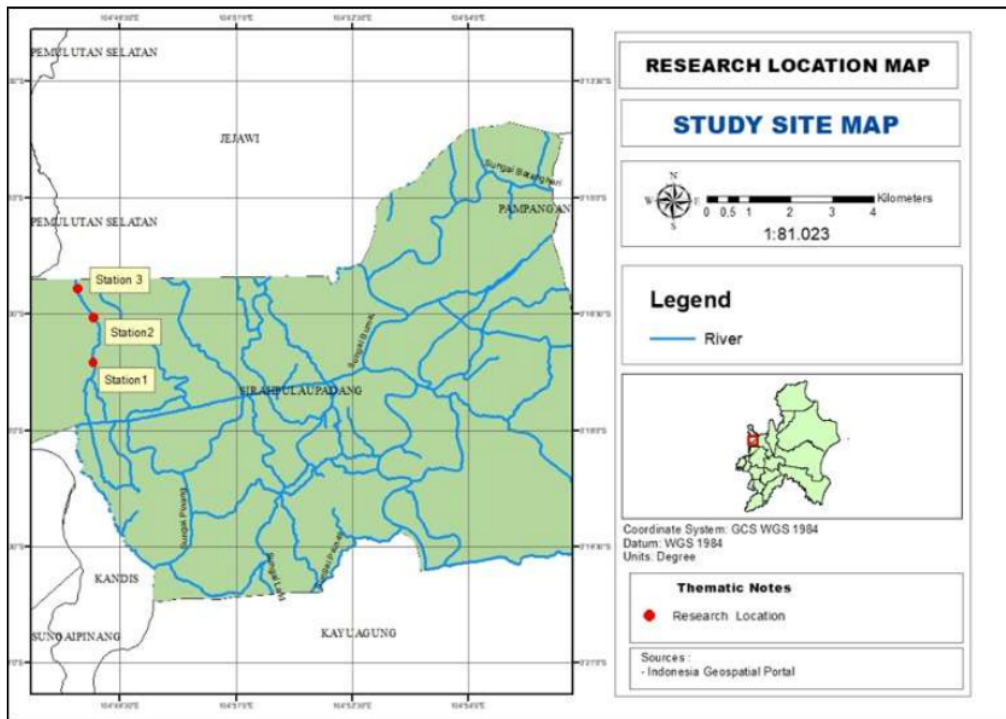 PEMULUTAN SELATAN
JEJAWI
Sungai Batanghari
PAMPANGAN
PEMULUTAN SELATAN
Station 3
Station2
Station1
SIRAHPULAUPADANG
KANDIS
SUNGAIPINANG
KAYUAGUNG
RESEARCH LOCATION MAP
STUDY SITE MAP
N
W E
S
0 0,5 1 2 3 4 Kilometers
1:81.023
Legend
River
Coordinate System: GCS WGS 1984
Datum: WGS 1984
Units: Degree
Thematic Notes
Research Location
Sources :
- Indonesia Geospatial Portal